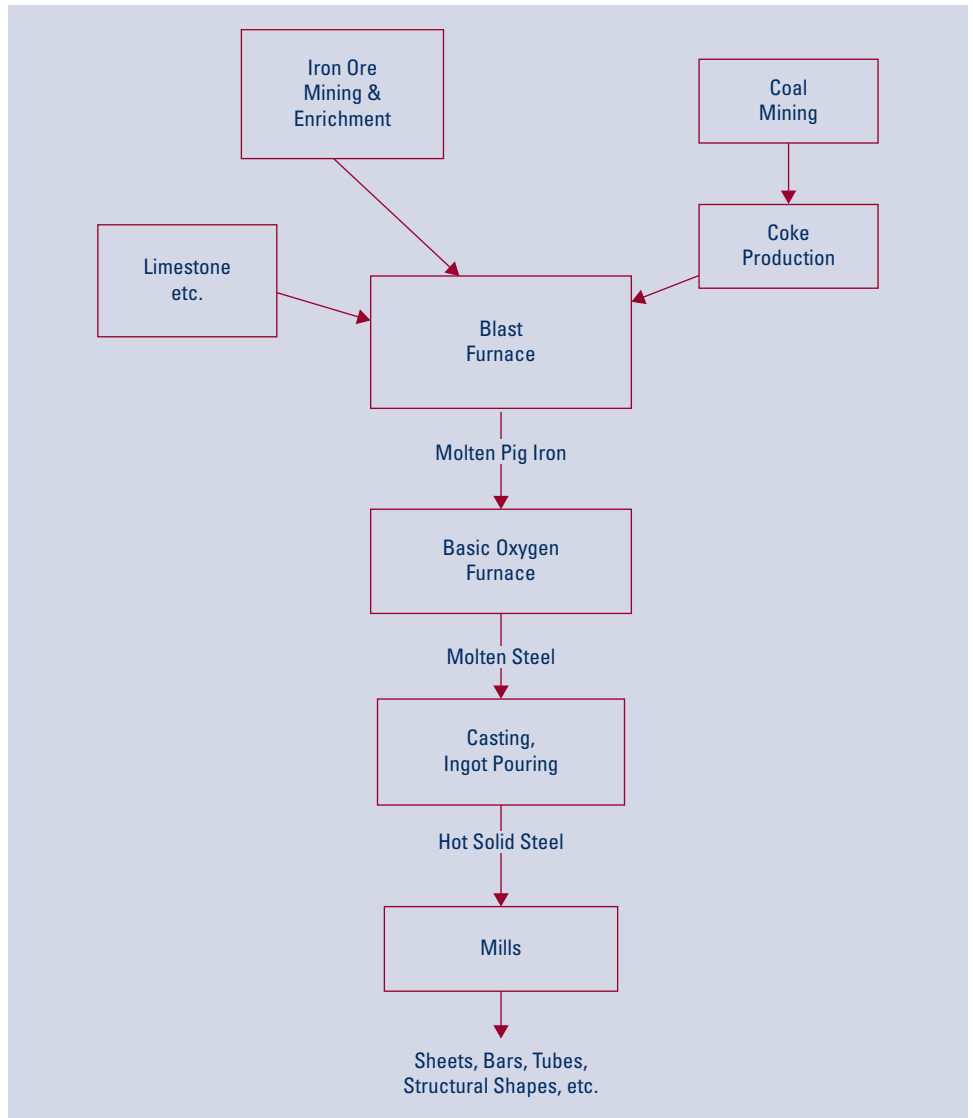 Iron Ore
Mining &
Enrichment
Coal
Mining
Limestone
etc.
Coke
Production
Blast
Furnace
Molten Pig Iron
Basic Oxygen
Furnace
Molten Steel
Casting,
Ingot Pouring
Hot Solid Steel
Mills
Sheets, Bars, Tubes,
Structural Shapes, etc.